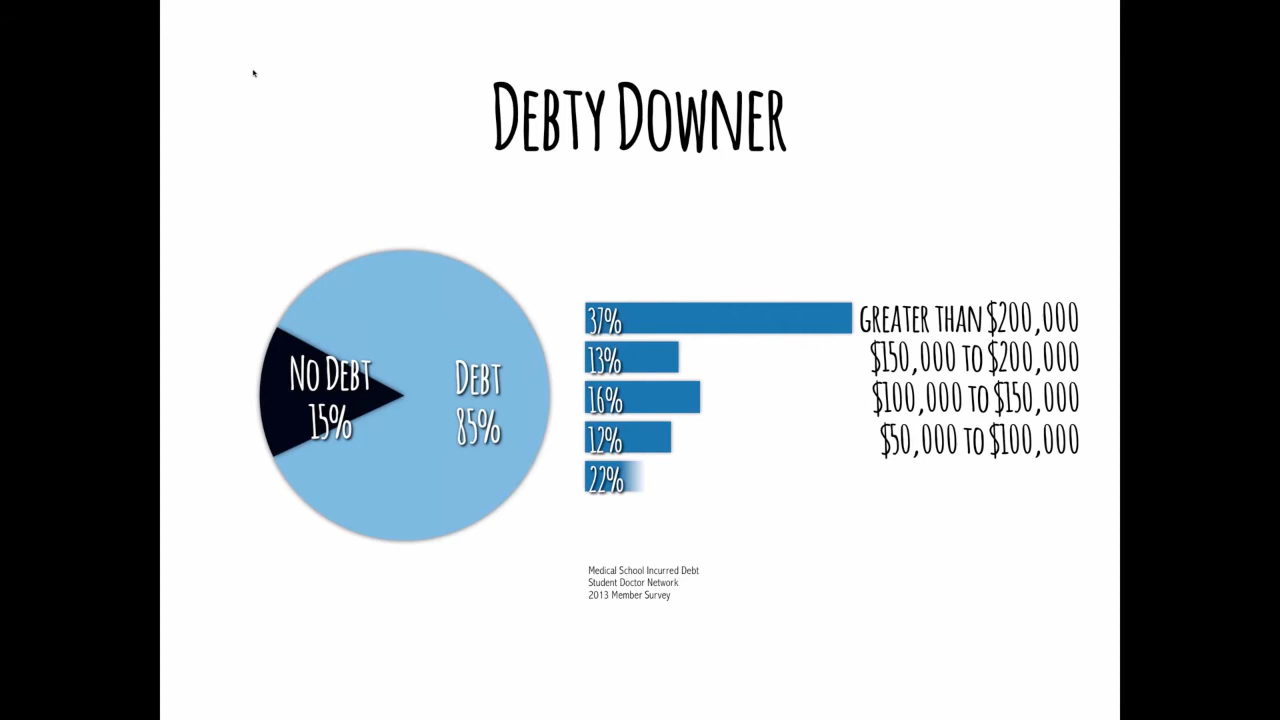 Debty Downer
No Debt
15%
Debt
85%
37% greater than $200,000
13% $150,000 to $200,000
16% $100,000 to $150,000
12% $50,000 to $100,000
22%
Medical School Incurred Debt
Student Doctor Network
2013 Member Survey